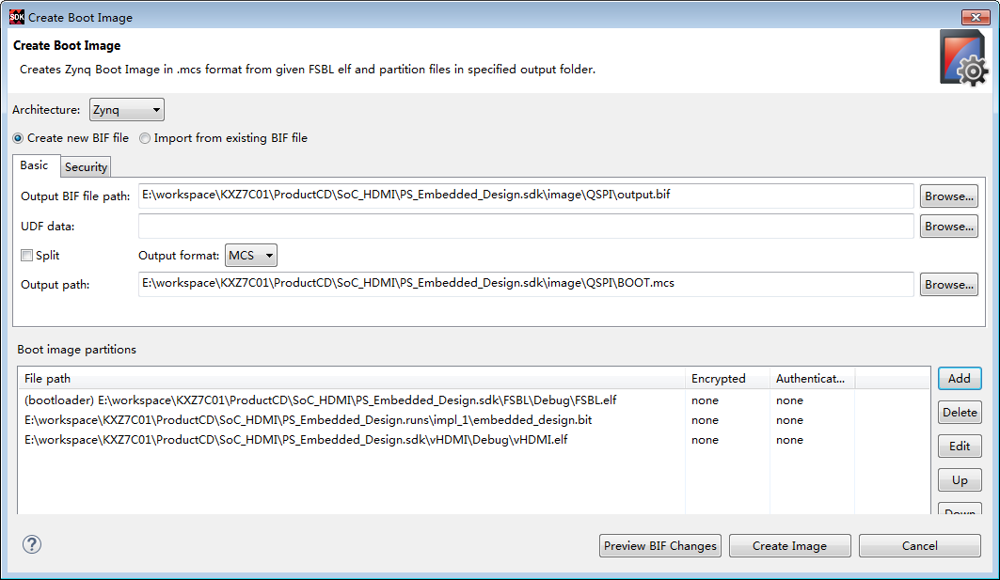 SDK Create Boot Image
Create Boot Image
Creates Zynq Boot Image in .mcs format from given FSBL elf and partition files in specified output folder.
Architecture: Zynq
Create new BIF file Import from existing BIF file
Basic Security
Output BIF file path: E:\workspace\KXZ7C01\ProductCD\SoC_HDMI\PS_Embedded_Design.sdk\image\QSPI\output.bif Browse...
UDF data: Browse...
Split Output format: MCS
Output path: E:\workspace\KXZ7C01\ProductCD\SoC_HDMI\PS_Embedded_Design.sdk\image\QSPI\BOOT.mcs Browse...
Boot image partitions
File path Encrypted Authenticat... Add
(bootloader) E:\workspace\KXZ7C01\ProductCD\SoC_HDMI\PS_Embedded_Design.sdk\FSBL\Debug\FSBL.elf none none
E:\workspace\KXZ7C01\ProductCD\SoC_HDMI\PS_Embedded_Design.runs\impl_1\embedded_design.bit none none Delete
E:\workspace\KXZ7C01\ProductCD\SoC_HDMI\PS_Embedded_Design.sdk\vHDMI\Debug\vHDMI.elf none none
Edit
Up
Down
? Preview BIF Changes Create Image Cancel